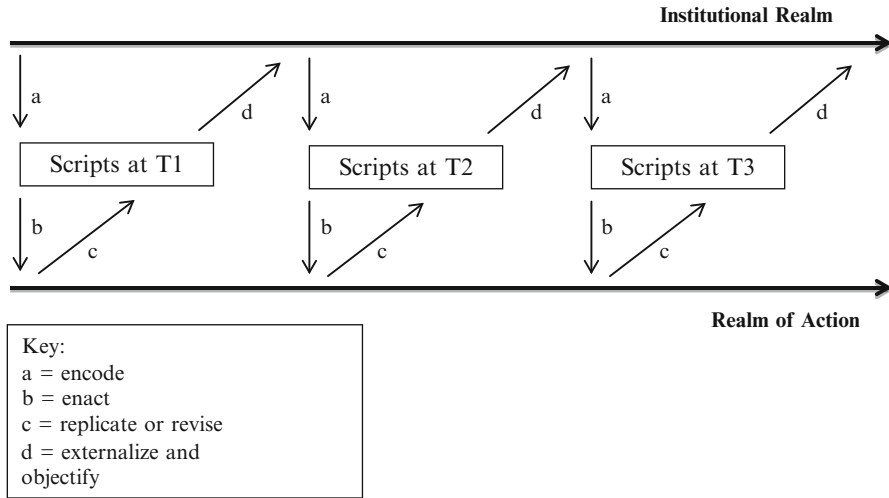 Institutional Realm
a
d
a
d
a
d
Scripts at T1
Scripts at T2
Scripts at T3
b
c
b
c
b
c
Realm of Action
Key:
a = encode
b = enact
c = replicate or revise
d = externalize and
objectify